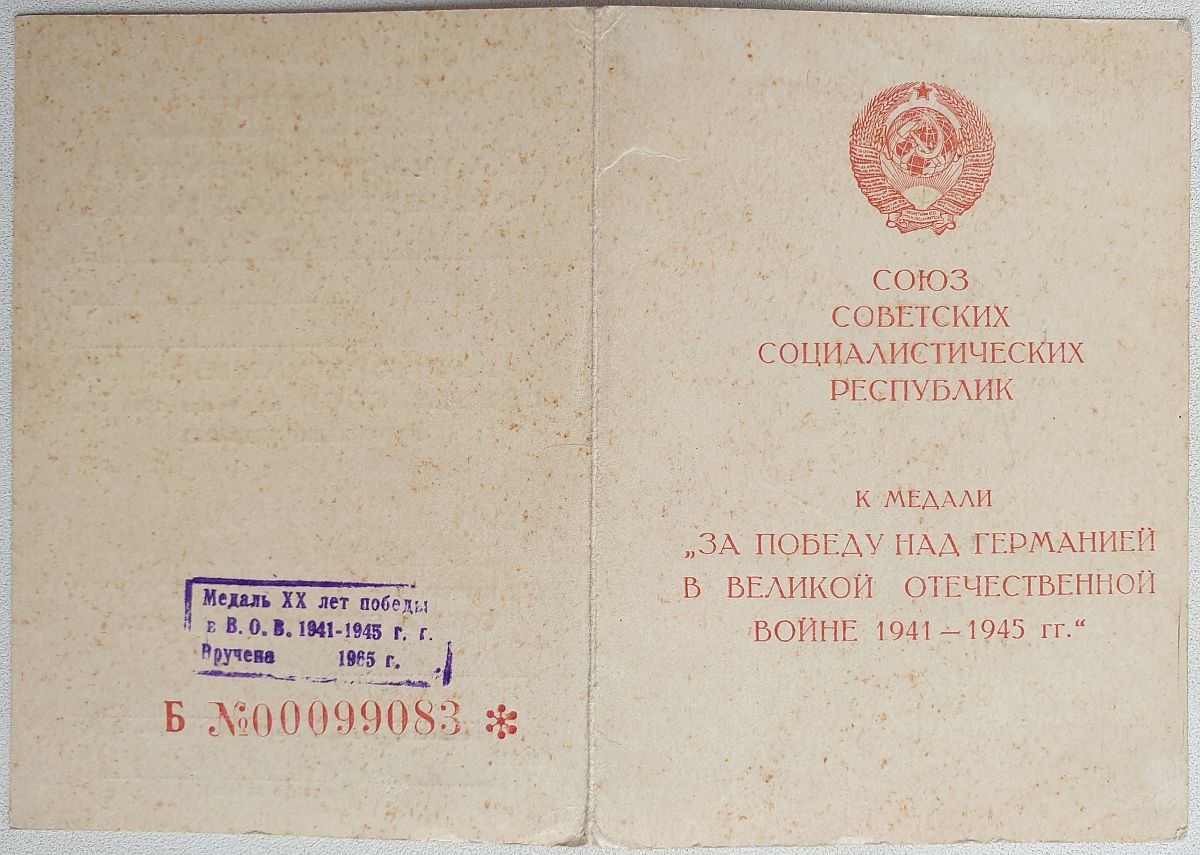 Медаль XX лет победы
в В. О. В. 1941-1945 г. г.
Вручена 1965 г.
Б №00099083 *
СОЮЗ
СОВЕТСКИХ
СОЦИАЛИСТИЧЕСКИХ
РЕСПУБЛИК
К МЕДАЛИ
„ЗА ПОБЕДУ НАД ГЕРМАНИЕЙ
В ВЕЛИКОЙ ОТЕЧЕСТВЕННОЙ
ВОЙНЕ 1941 — 1945 гг.“